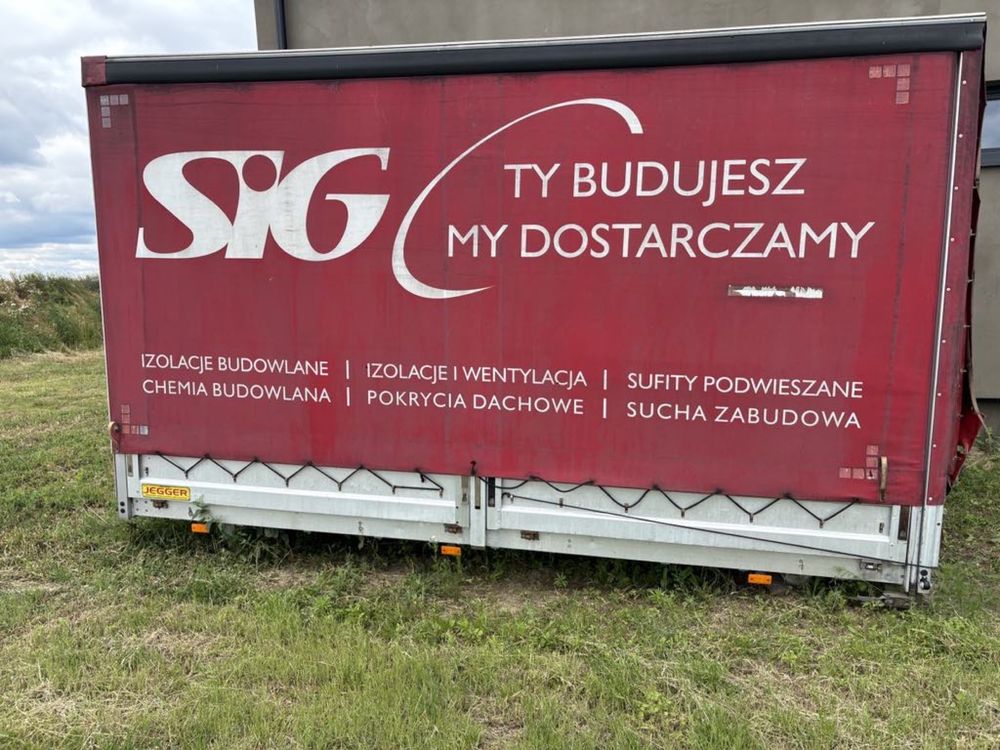 SIG
TY BUDUJESZ
MY DOSTARCZAMY
IZOLACJE BUDOWLANE | IZOLACJE I WENTYLACJA | SUFITY PODWIESZANE
CHEMIA BUDOWLANA | POKRYCIA DACHOWE | SUCHA ZABUDOWA
JEGGER